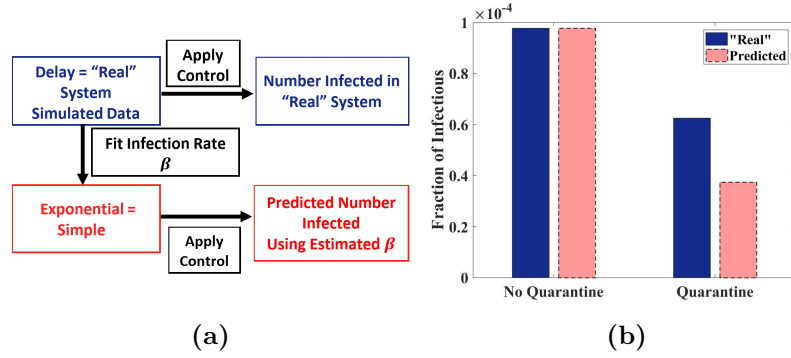 Delay = "Real"
System
Simulated Data
Apply
Control
Number Infected in
"Real" System
Fit Infection Rate
β
Exponential =
Simple
Apply
Control
Predicted Number
Infected
Using Estimated β
(a)
×10⁻⁴
1
0.8
0.6
0.4
0.2
0
Fraction of Infectious
"Real"
Predicted
No Quarantine
Quarantine
(b)